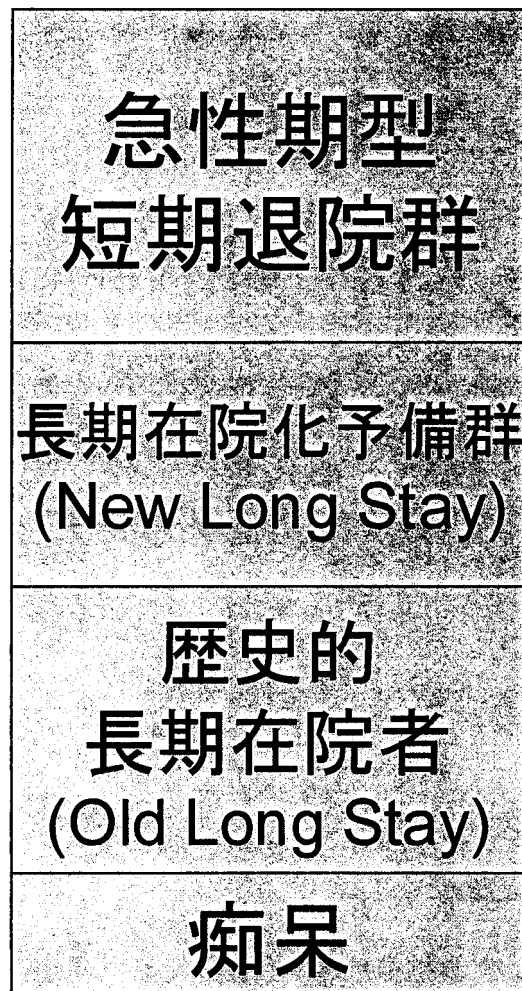 急性期型
短期退院群
長期在院化予備群
(New Long Stay)
歴史的
長期在院者
(Old Long Stay)
痴呆